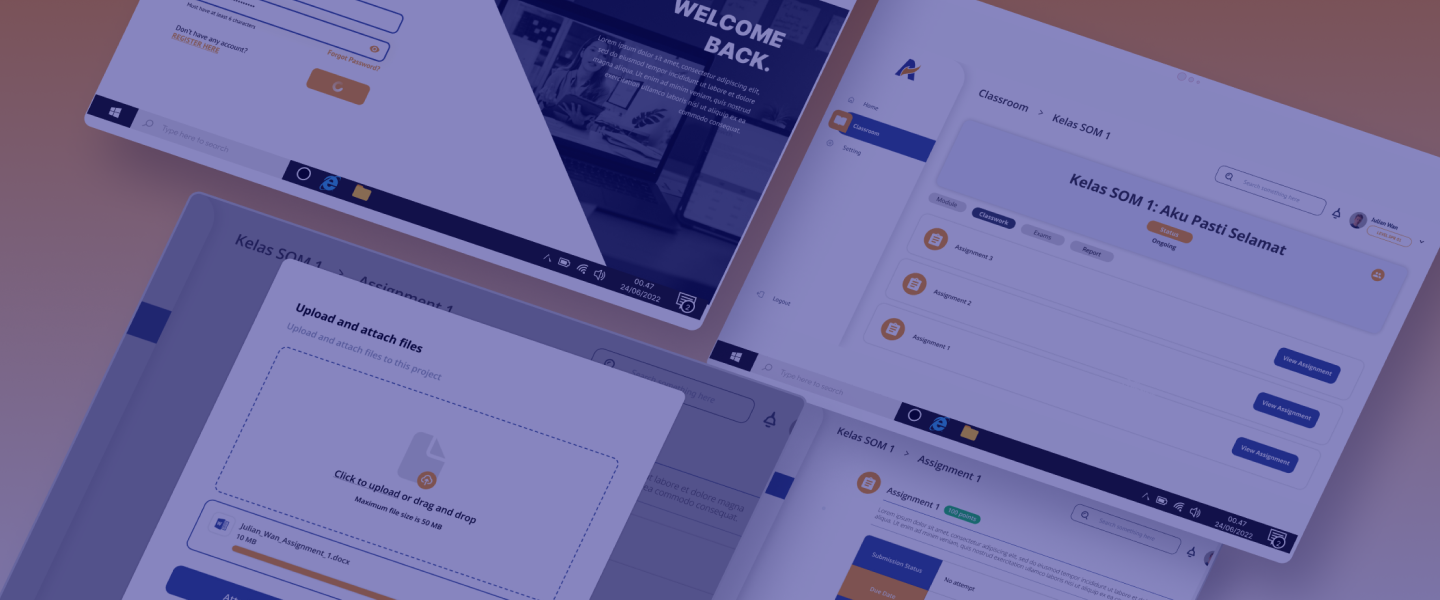 Must have at least 6 characters
Don't have any account?
REGISTER HERE
Forgot Password?
Type here to search
WELCOME
BACK.
Lorem ipsum dolor sit amet, consectetur adipiscing elit,
sed do eiusmod tempor incididunt ut labore et dolore
magna aliqua. Ut enim ad minim veniam, quis nostrud
exercitation ullamco laboris nisi ut aliquip ex ea
commodo consequat.
00.47
24/06/2022
2
Home
Classroom
Setting
Logout
Classroom > Kelas SOM 1
Search something here
Julian Wan
Kelas SOM 1: Aku Pasti Selamat
Status
Ongoing
Module
Classwork
Exams
Report
Assignment 3
View Assignment
Assignment 2
View Assignment
Assignment 1
View Assignment
Type here to search
00.47
24/06/2022
2
Kelas SOM 1 > Assignment 1
Upload and attach files
Upload and attach files to this project
Click to upload or drag and drop
Maximum file size is 50 MB
Julian_Wan_Assignment_1.docx
10 MB
labore et dolore magna
ea commodo consequat.
Kelas SOM 1 > Assignment 1
Search something here
Assignment 1
100 points
Lorem ipsum dolor sit amet, consectetur adipiscing elit, sed do eiusmod tempor incididunt ut labore et dolore magna
aliqua. Ut enim ad minim veniam, quis nostrud exercitation ullamco laboris nisi ut aliquip ex ea commodo consequat.
Submission Status
No attempt
Due Date